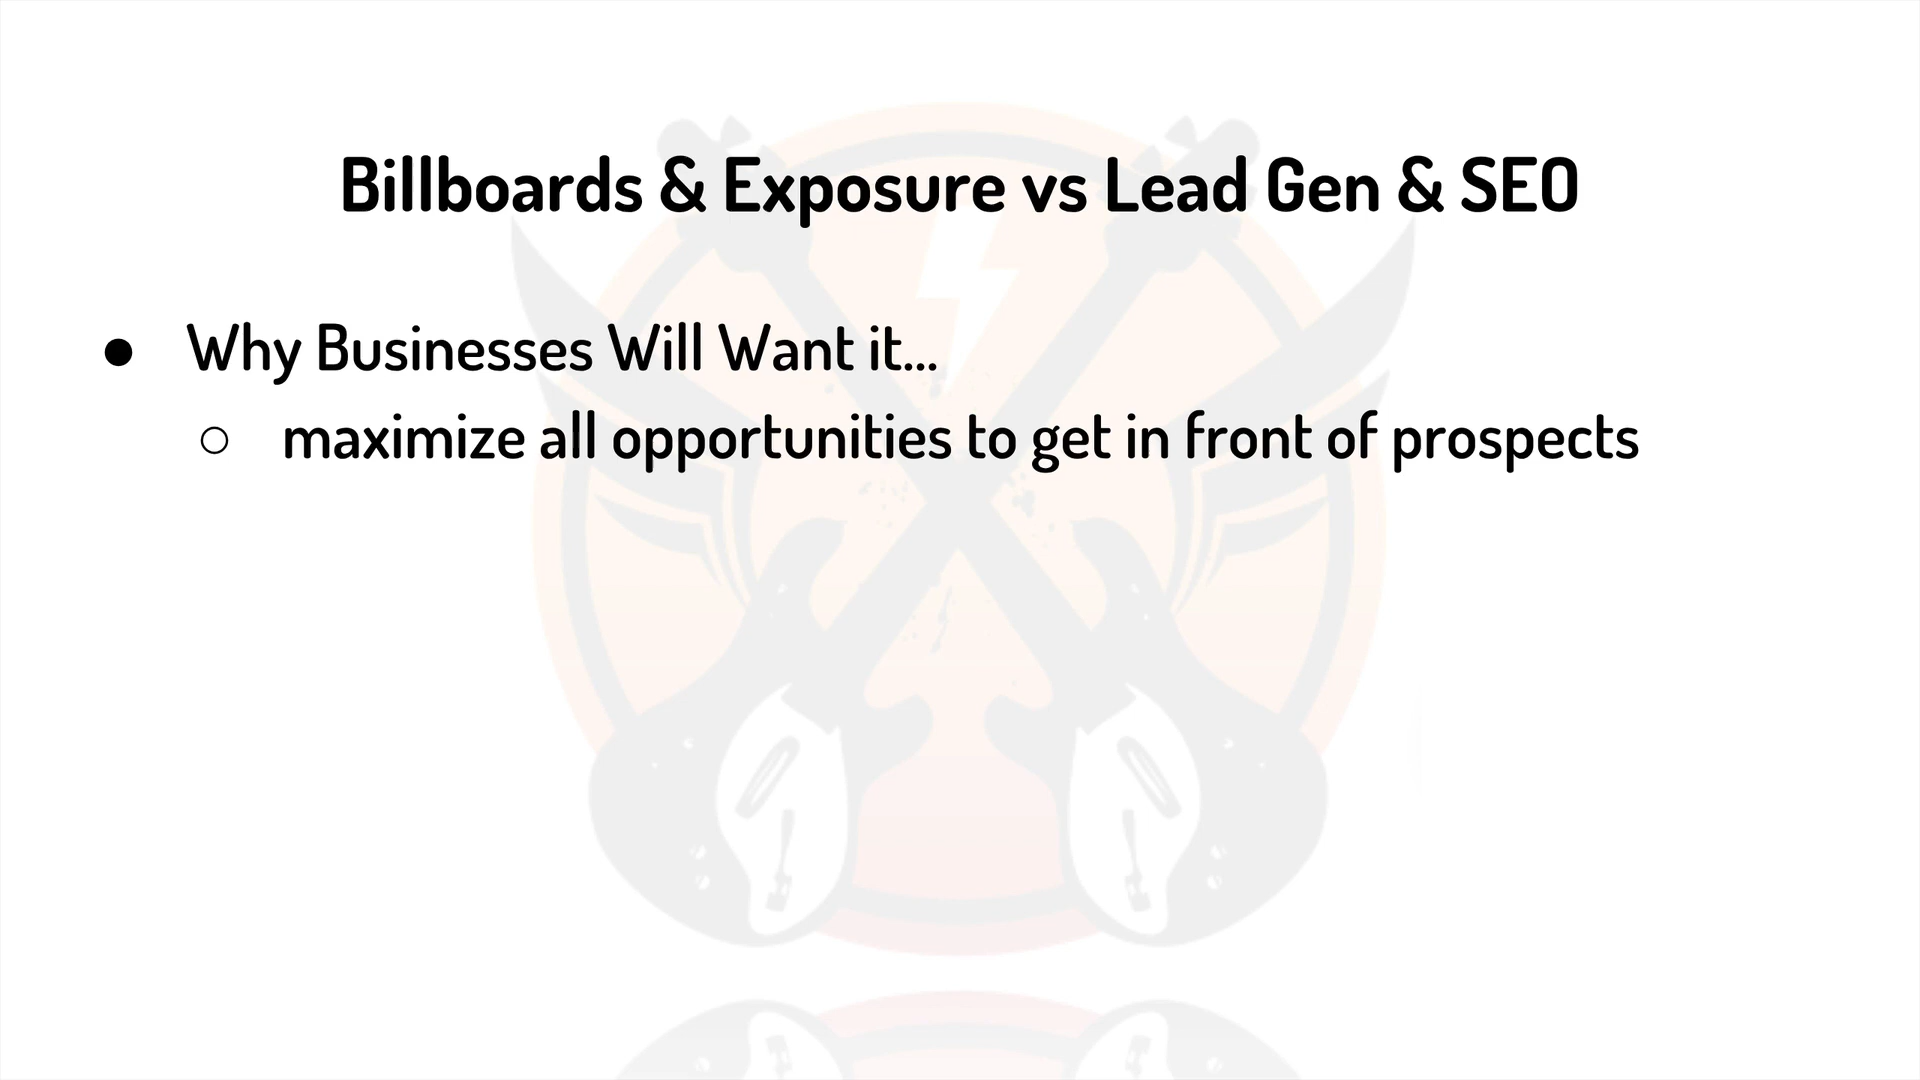 Billboards & Exposure vs Lead Gen & SEO
● Why Businesses Will Want it...
○ maximize all opportunities to get in front of prospects